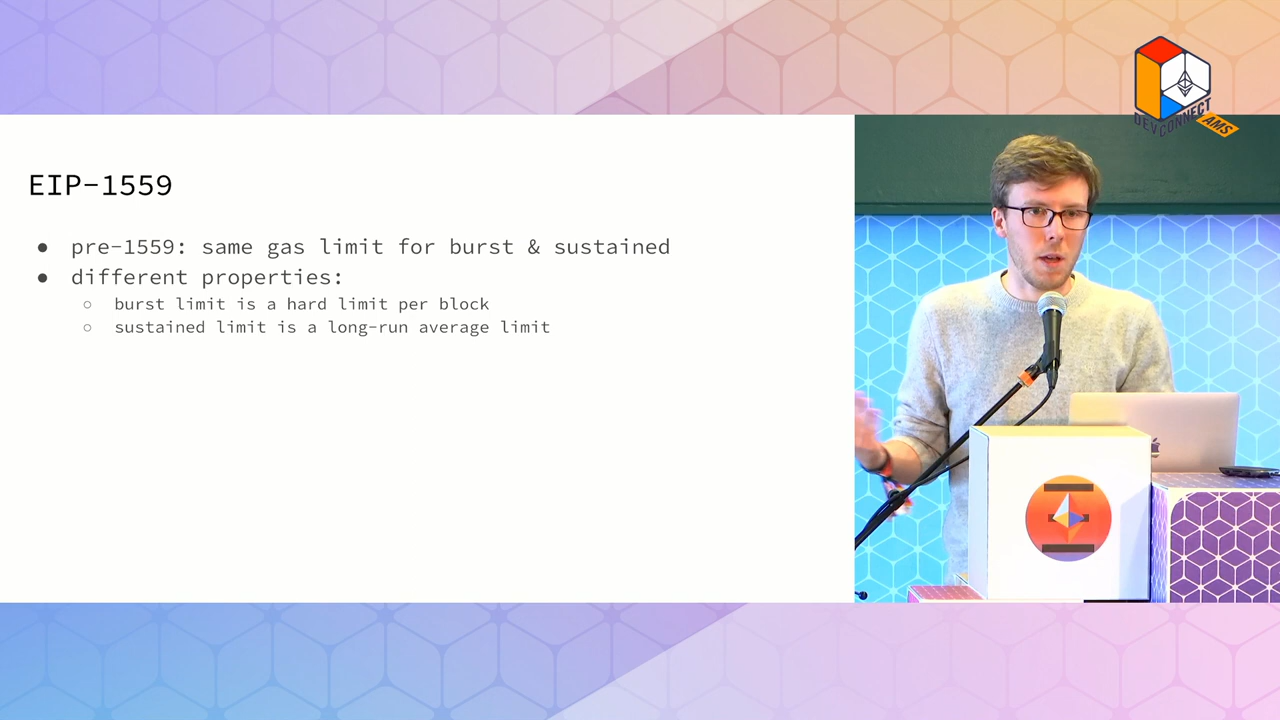 DEVCONNECT
AMS
EIP-1559
● pre-1559: same gas limit for burst & sustained
● different properties:
○ burst limit is a hard limit per block
○ sustained limit is a long-run average limit